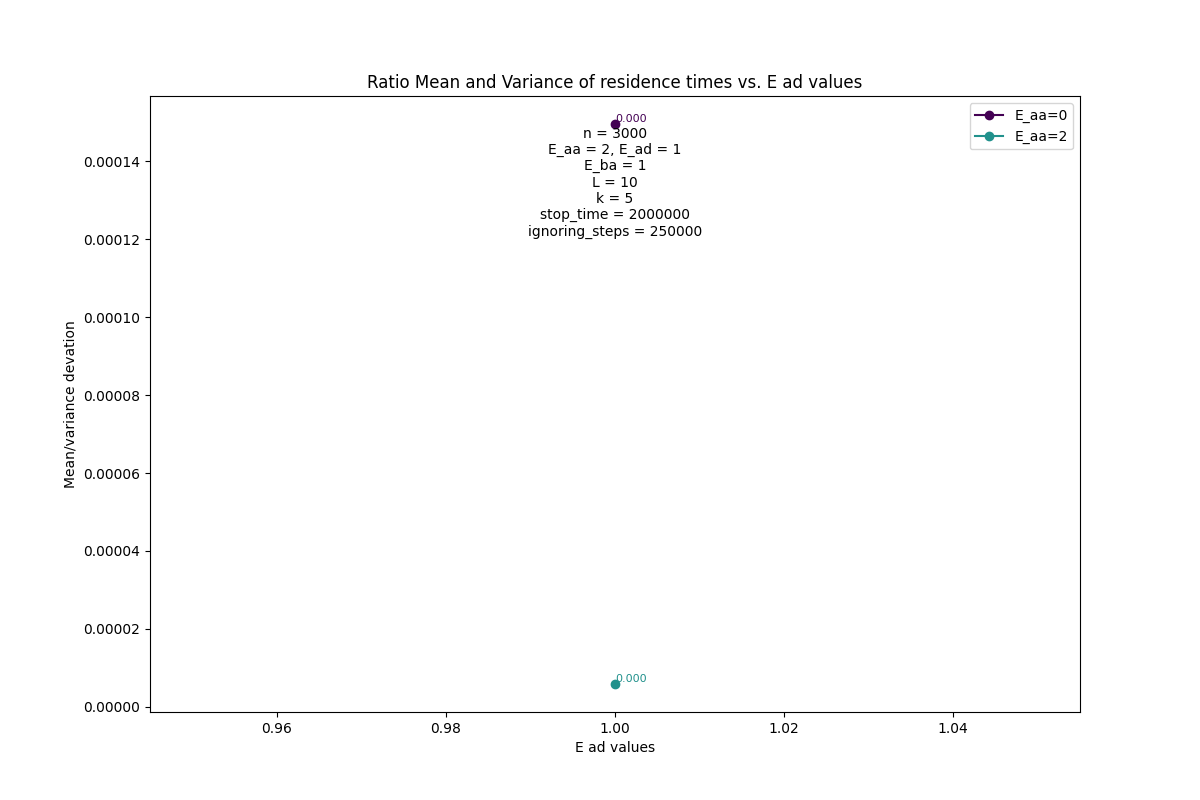 Ratio Mean and Variance of residence times vs. E ad values
E_aa=0
E_aa=2
0.000
n = 3000
E_aa = 2, E_ad = 1
E_ba = 1
L = 10
k = 5
stop_time = 2000000
ignoring_steps = 250000
0.00014
0.00012
0.00010
0.00008
0.00006
0.00004
0.00002
0.00000
Mean/variance devation
0.000
0.96
0.98
1.00
1.02
1.04
E ad values